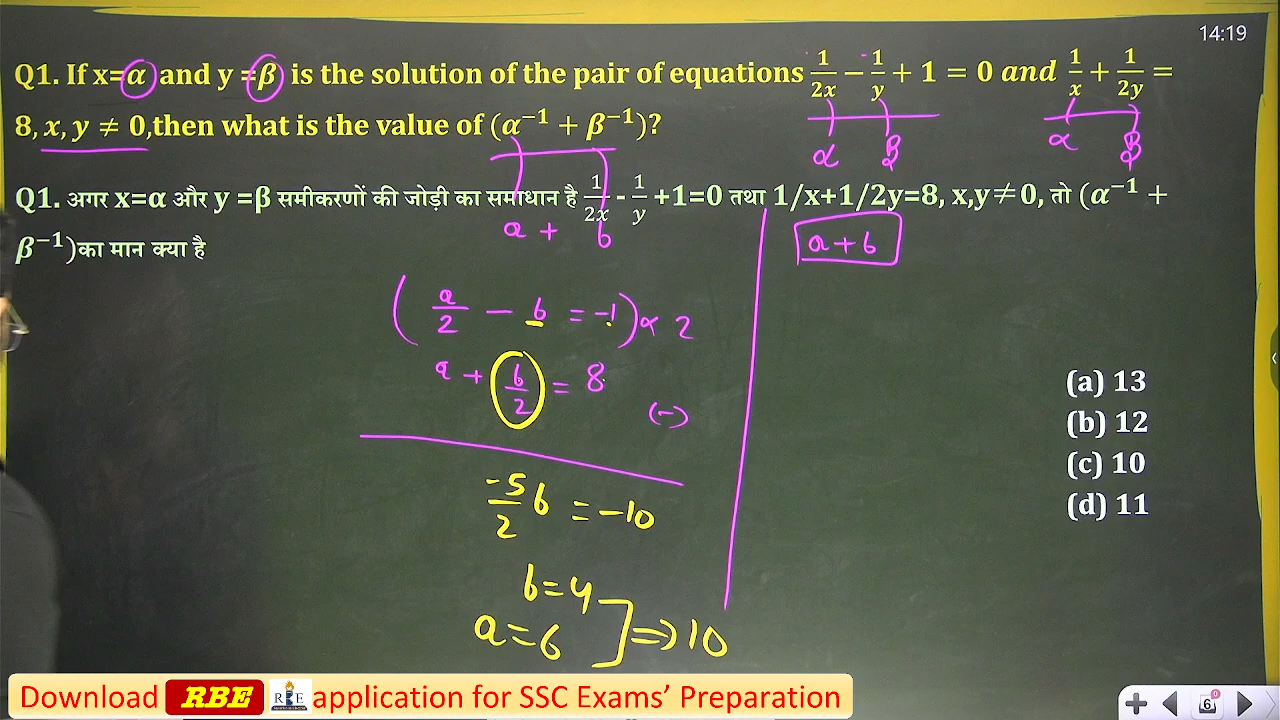 14:19
Q1. If x=α and y =β is the solution of the pair of equations 1/2x − 1/y + 1 = 0 and 1/x + 1/2y =
8, x, y ≠ 0,then what is the value of (α⁻¹ + β⁻¹)?
α β α β
Q1. अगर x=α और y =β समीकरणों की जोड़ी का समाधान है 1/2x - 1/y +1=0 तथा 1/x+1/2y=8, x,y≠0, तो (α⁻¹ +
β⁻¹)का मान क्या है
a + b
a + b
(a/2 − b = −1) × 2
a + b/2 = 8
(−)
−5/2 b = −10
b = 4
a = 6 ] ⇒ 10
(a) 13
(b) 12
(c) 10
(d) 11
Download RBE RBE application for SSC Exams’ Preparation
6